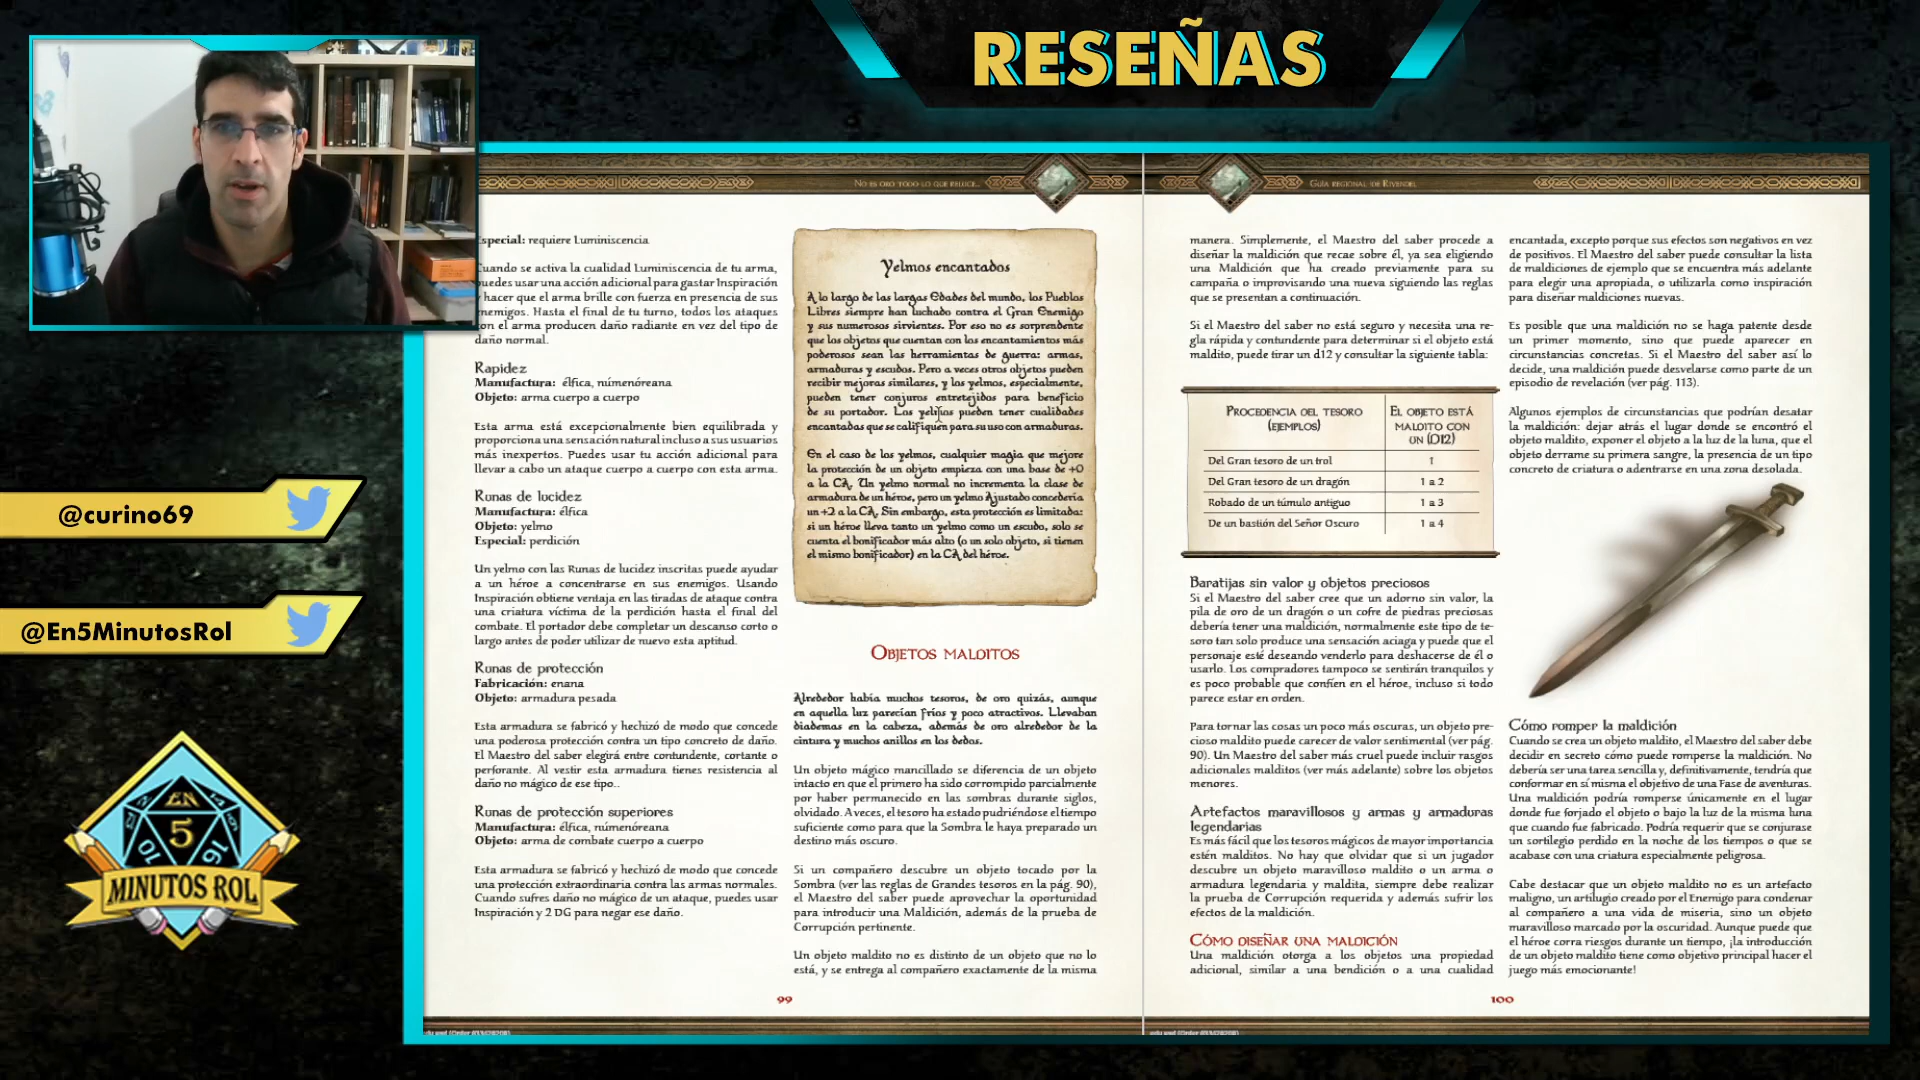 RESEÑAS
@curino69
@En5MinutosRol
EN
5
MINUTOS ROL
No es oro todo lo que reluce...
Especial: requiere Luminiscencia
Cuando se activa la cualidad Luminiscencia de tu arma,
puedes usar una acción adicional para gastar Inspiración
y hacer que el arma brille con fuerza en presencia de sus
enemigos. Hasta el final de tu turno, todos los ataques
con el arma producen daño radiante en vez del tipo de
daño normal.
Rapidez
Manufactura: élfica, númenóreana
Objeto: arma cuerpo a cuerpo
Esta arma está excepcionalmente bien equilibrada y
proporciona una sensación natural incluso a sus usuarios
más inexpertos. Puedes usar tu acción adicional para
llevar a cabo un ataque cuerpo a cuerpo con esta arma.
Runas de lucidez
Manufactura: élfica
Objeto: yelmo
Especial: perdición
Un yelmo con las Runas de lucidez inscritas puede ayudar
a un héroe a concentrarse en sus enemigos. Usando
Inspiración obtiene ventaja en las tiradas de ataque contra
una criatura víctima de la perdición hasta el final del
combate. El portador debe completar un descanso corto o
largo antes de poder utilizar de nuevo esta aptitud.
Runas de protección
Fabricación: enana
Objeto: armadura pesada
Esta armadura se fabricó y hechizó de modo que concede
una poderosa protección contra un tipo concreto de daño.
El Maestro del saber elegirá entre contundente, cortante o
perforante. Al vestir esta armadura tienes resistencia al
daño no mágico de ese tipo..
Runas de protección superiores
Manufactura: élfica, númenóreana
Objeto: arma de combate cuerpo a cuerpo
Esta armadura se fabricó y hechizó de modo que concede
una protección extraordinaria contra las armas normales.
Cuando sufres daño no mágico de un ataque, puedes usar
Inspiración y 2 DG para negar ese daño.
Yelmos encantados
A lo largo de las largas Edades del mundo, los Pueblos
Libres siempre han luchado contra el Gran Enemigo
y sus numerosos sirvientes. Por eso no es sorprendente
que los objetos que cuentan con los encantamientos más
poderosos sean las herramientas de guerra: armas,
armaduras y escudos. Pero a veces otros objetos pueden
recibir mejoras similares, y los yelmos, especialmente,
pueden tener conjuros entretejidos para beneficio
de su portador. Los yelmos pueden tener cualidades
encantadas que se califiquen para su uso con armaduras.
En el caso de los yelmos, cualquier magia que mejore
la protección de un objeto empieza con una base de +0
a la CA. Un yelmo normal no incrementa la clase de
armadura de un héroe, pero un yelmo Ajustado concedería
un +2 a la CA. Sin embargo, esta protección es limitada:
si un héroe lleva tanto un yelmo como un escudo, solo se
cuenta el bonificador más alto (o un solo objeto, si tienen
el mismo bonificador) en la CA del héroe.
Objetos malditos
Alrededor había muchos tesoros, de oro quizás, aunque
en aquella luz parecían fríos y poco atractivos. Llevaban
diademas en la cabeza, además de oro alrededor de la
cintura y muchos anillos en los dedos.
Un objeto mágico mancillado se diferencia de un objeto
intacto en que el primero ha sido corrompido parcialmente
por haber permanecido en las sombras durante siglos,
olvidado. A veces, el tesoro ha estado pudriéndose el tiempo
suficiente como para que la Sombra le haya preparado un
destino más oscuro.
Si un compañero descubre un objeto tocado por la
Sombra (ver las reglas de Grandes tesoros en la pág. 90),
el Maestro del saber puede aprovechar la oportunidad
para introducir una Maldición, además de la prueba de
Corrupción pertinente.
Un objeto maldito no es distinto de un objeto que no lo
está, y se entrega al compañero exactamente de la misma
99
Guía regional de Rivendel
manera. Simplemente, el Maestro del saber procede a
diseñar la maldición que recae sobre él, ya sea eligiendo
una Maldición que ha creado previamente para su
campaña o improvisando una nueva siguiendo las reglas
que se presentan a continuación.
Si el Maestro del saber no está seguro y necesita una re-
gla rápida y contundente para determinar si el objeto está
maldito, puede tirar un d12 y consultar la siguiente tabla:
Procedencia del tesoro (ejemplos) El objeto está maldito con un (D12)
Del Gran tesoro de un trol 1
Del Gran tesoro de un dragón 1 a 2
Robado de un túmulo antiguo 1 a 3
De un bastión del Señor Oscuro 1 a 4
Baratijas sin valor y objetos preciosos
Si el Maestro del saber cree que un adorno sin valor, la
pila de oro de un dragón o un cofre de piedras preciosas
debería tener una maldición, normalmente este tipo de te-
soro tan solo produce una sensación aciaga y puede que el
personaje esté deseando venderlo para deshacerse de él o
usarlo. Los compradores tampoco se sentirán tranquilos y
es poco probable que confíen en el héroe, incluso si todo
parece estar en orden.
Para tornar las cosas un poco más oscuras, un objeto pre-
cioso maldito puede carecer de valor sentimental (ver pág.
90). Un Maestro del saber más cruel puede incluir rasgos
adicionales malditos (ver más adelante) sobre los objetos
menores.
Artefactos maravillosos y armas y armaduras
legendarias
Es más fácil que los tesoros mágicos de mayor importancia
estén malditos. No hay que olvidar que si un jugador
descubre un objeto maravilloso maldito o un arma o
armadura legendaria y maldita, siempre debe realizar
la prueba de Corrupción requerida y además sufrir los
efectos de la maldición.
Cómo diseñar una maldición
Una maldición otorga a los objetos una propiedad
adicional, similar a una bendición o a una cualidad
encantada, excepto porque sus efectos son negativos en vez
de positivos. El Maestro del saber puede consultar la lista
de maldiciones de ejemplo que se encuentra más adelante
para elegir una apropiada, o utilizarla como inspiración
para diseñar maldiciones nuevas.
Es posible que una maldición no se haga patente desde
un primer momento, sino que puede aparecer en
circunstancias concretas. Si el Maestro del saber así lo
decide, una maldición puede desvelarse como parte de un
episodio de revelación (ver pág. 113).
Algunos ejemplos de circunstancias que podrían desatar
la maldición: dejar atrás el lugar donde se encontró el
objeto maldito, exponer el objeto a la luz de la luna, que el
objeto derrame su primera sangre, la presencia de un tipo
concreto de criatura o adentrarse en una zona desolada.
Cómo romper la maldición
Cuando se crea un objeto maldito, el Maestro del saber debe
decidir en secreto cómo puede romperse la maldición. No
debería ser una tarea sencilla y, definitivamente, tendría que
conformar en sí misma el objetivo de una Fase de aventuras.
Una maldición podría romperse únicamente en el lugar
donde fue forjado el objeto o bajo la luz de la misma luna
que cuando fue fabricado. Podría requerir que se conjurase
un sortilegio perdido en la noche de los tiempos o que se
acabase con una criatura especialmente peligrosa.
Cabe destacar que un objeto maldito no es un artefacto
maligno, un artilugio creado por el Enemigo para condenar
al compañero a una vida de miseria, sino un objeto
maravilloso marcado por la oscuridad. Aunque puede que
el héroe corra riesgos durante un tiempo, ¡la introducción
de un objeto maldito tiene como objetivo principal hacer el
juego más emocionante!
100